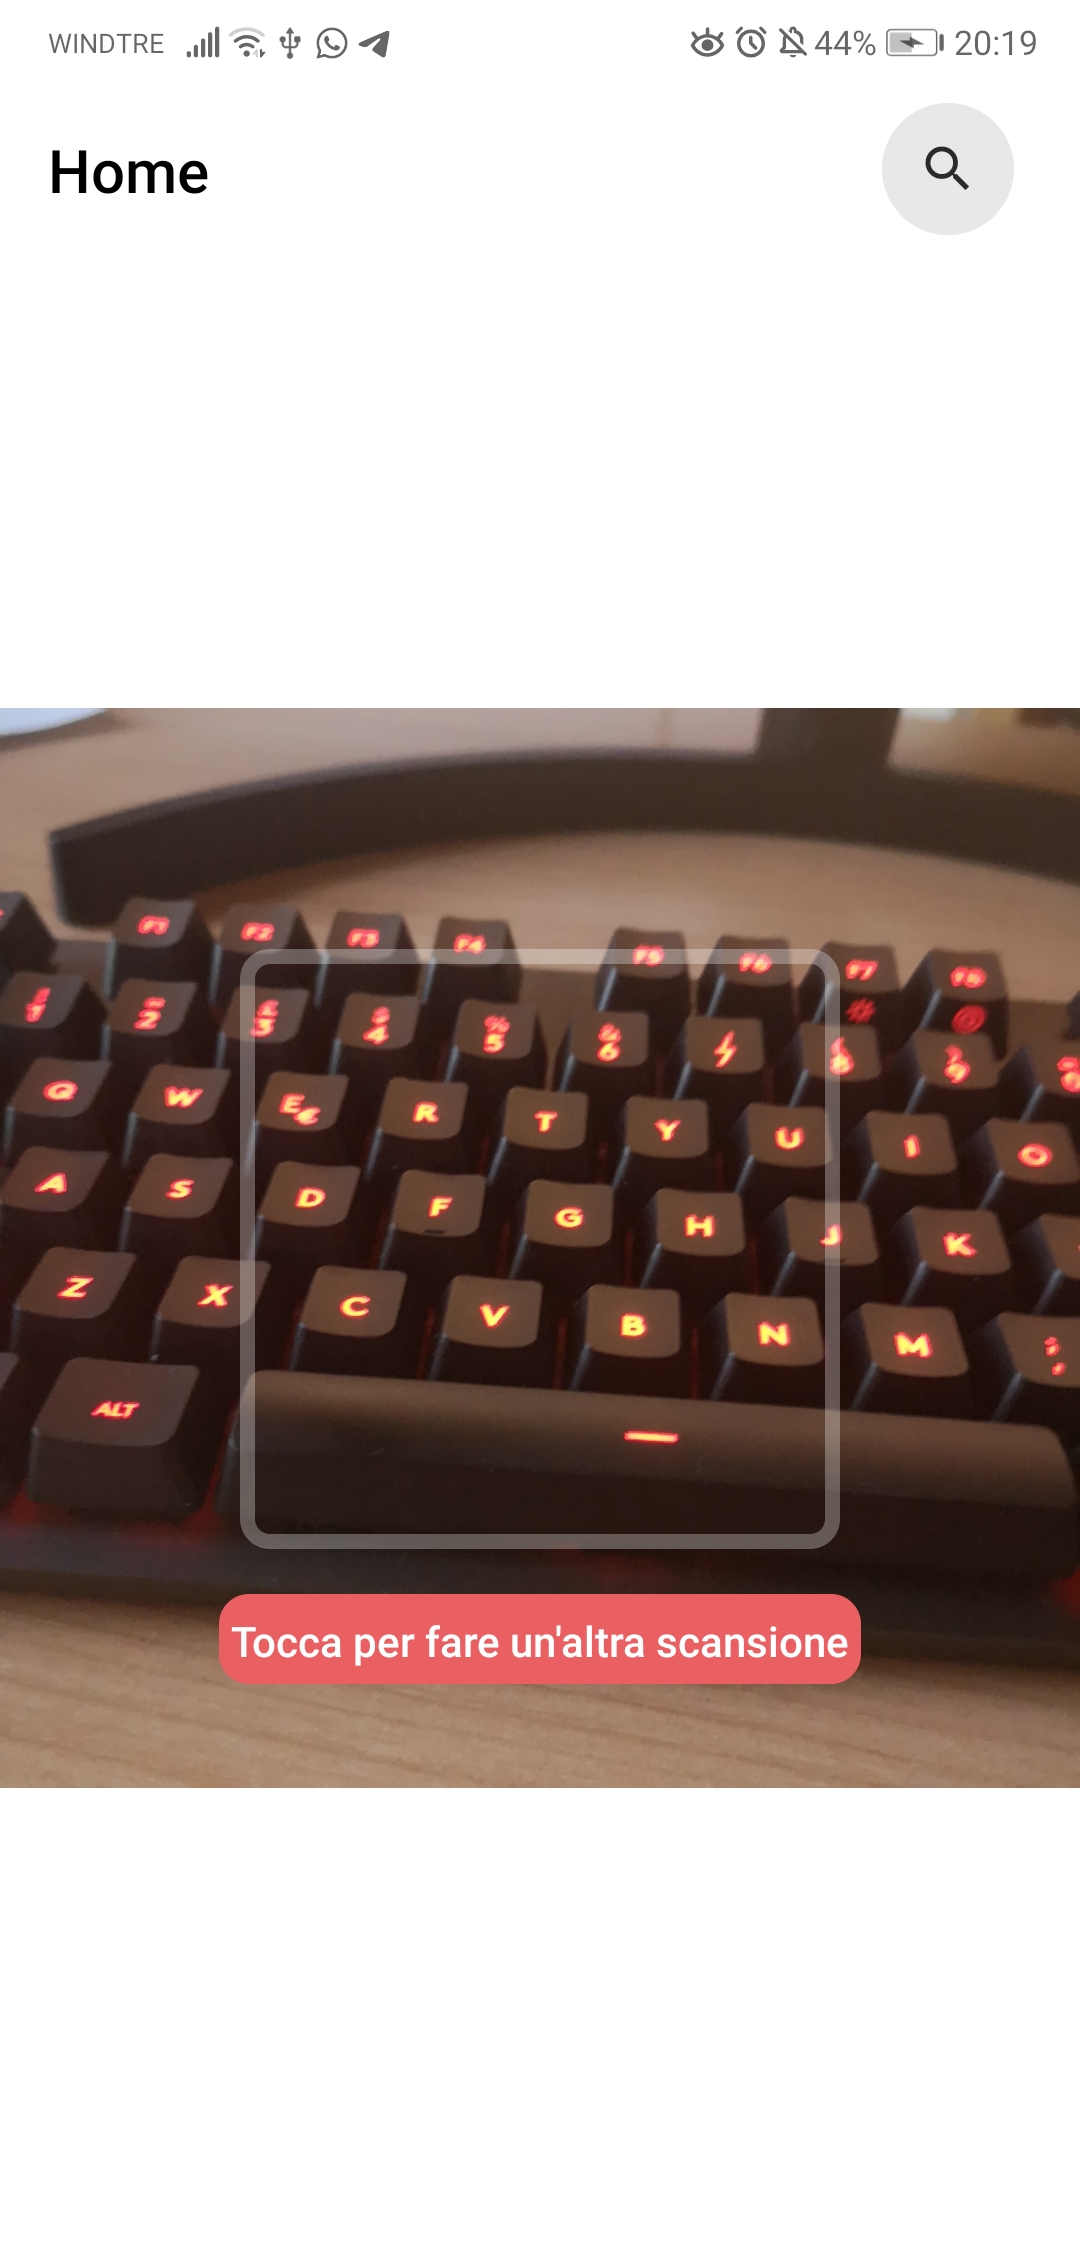 WINDTRE 44% 20:19
Home
F1 F2 F3 F4 F5 F6 F7 F8
1 2 £ 3 $ 4 % 5 & 6 8 9
Q W E € R T Y U I O
A S D F G H J K
Z X C V B N M ; ,
ALT
Tocca per fare un'altra scansione